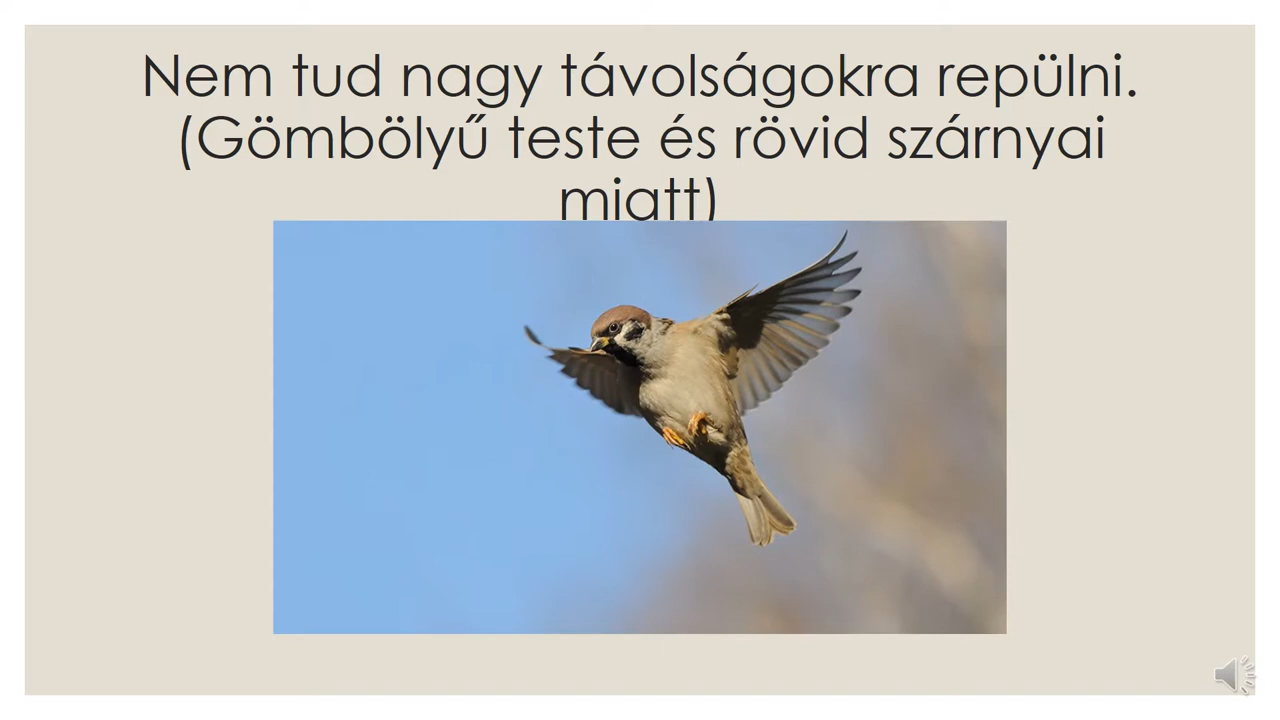 Nem tud nagy távolságokra repülni.
(Gömbölyű teste és rövid szárnyai
miatt)